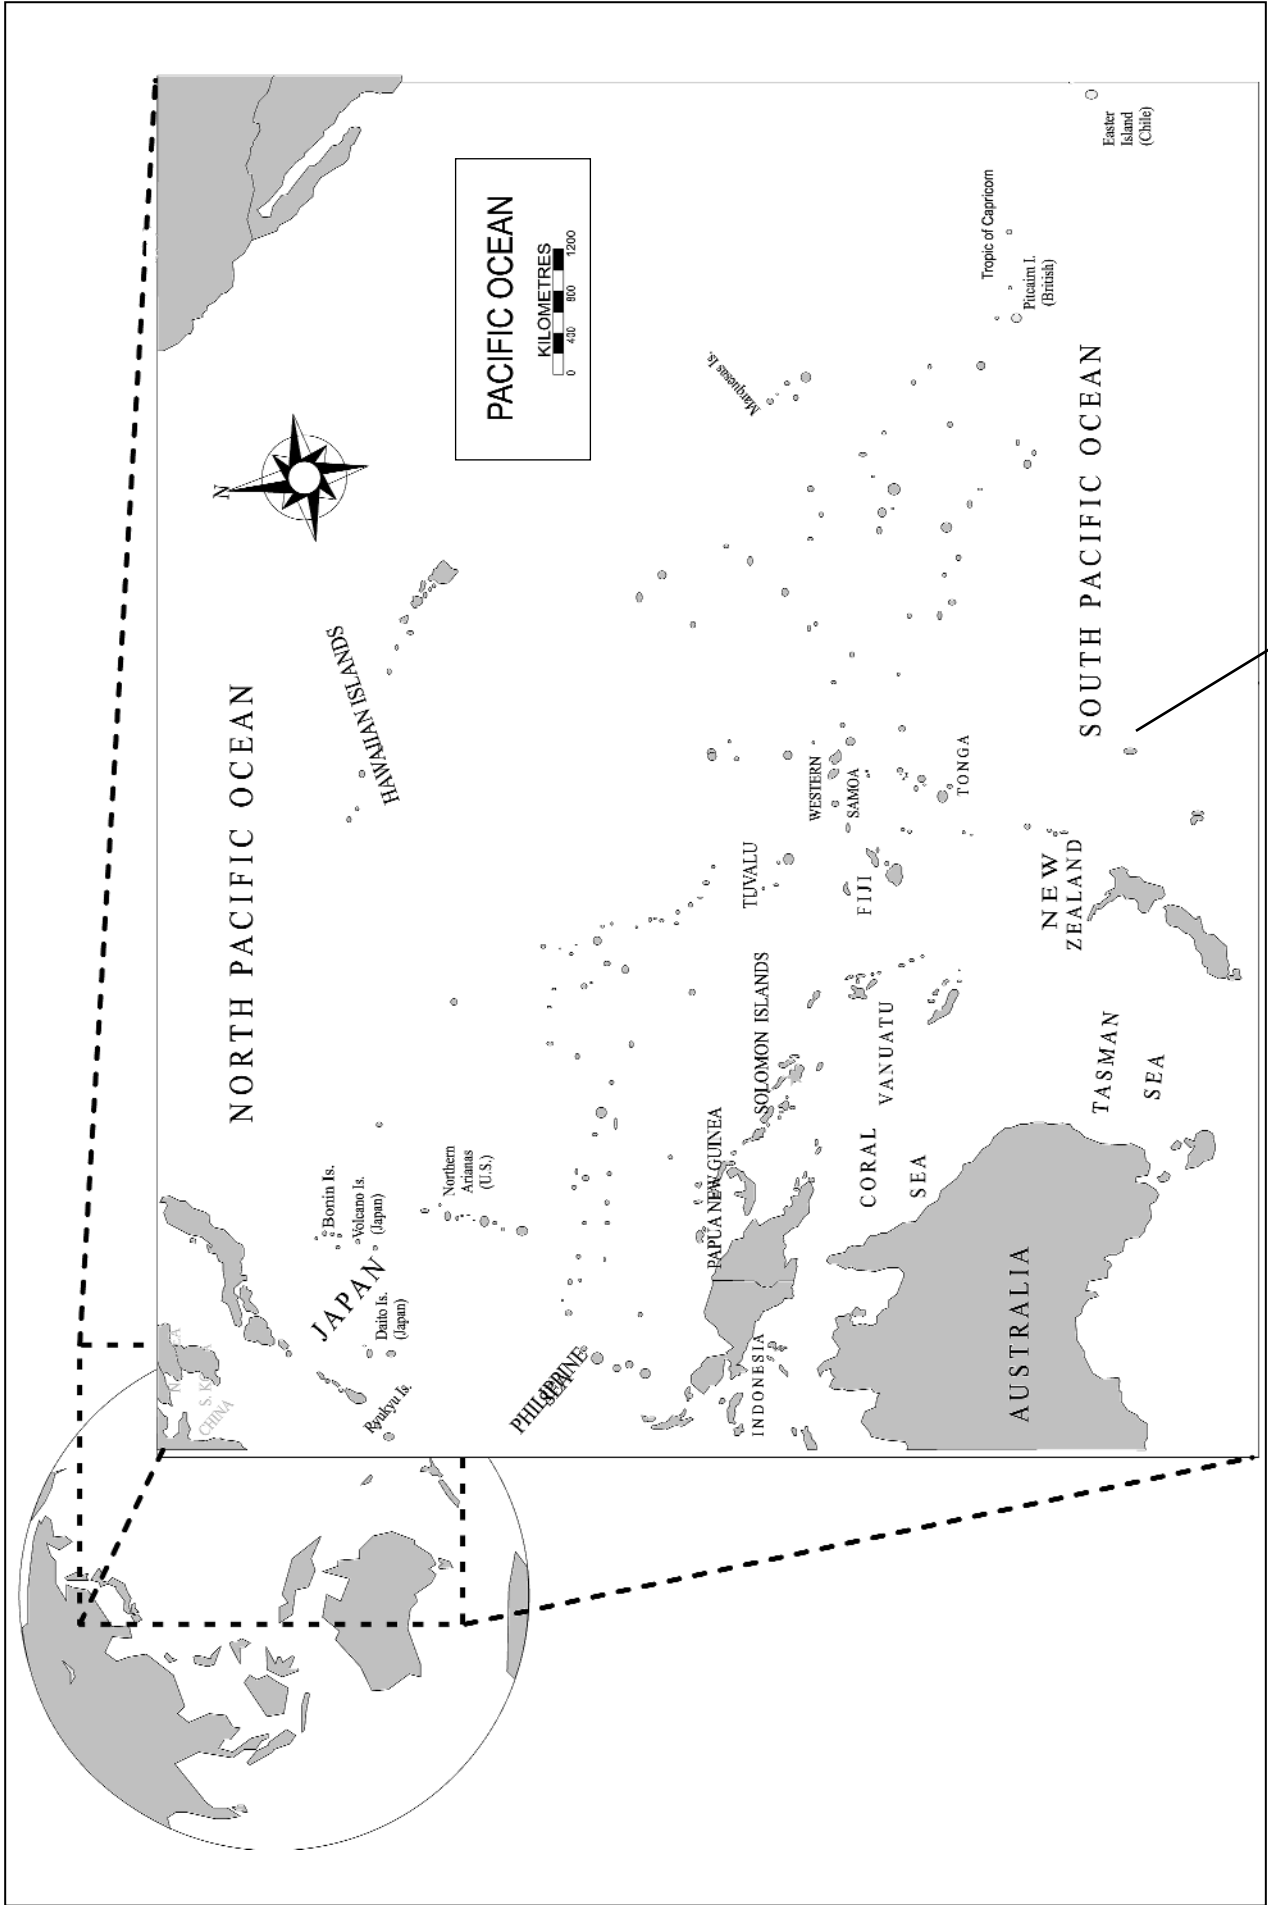 PACIFIC OCEAN
KILOMETRES
0 400 800 1200
N
NORTH PACIFIC OCEAN
HAWAIIAN ISLANDS
JAPAN
Bonin Is.
Volcano Is.
(Japan)
Daito Is.
(Japan)
Ryukyu Is.
CHINA
Northern
Arianas
(U.S.)
PHILIPPINE
SEA
INDONESIA
PAPUA NEW GUINEA
SOLOMON ISLANDS
TUVALU
WESTERN
SAMOA
FIJI
TONGA
VANUATU
CORAL
SEA
AUSTRALIA
TASMAN
SEA
NEW
ZEALAND
SOUTH PACIFIC OCEAN
Marquesas Is.
Tropic of Capricorn
Pitcairn I.
(British)
Easter
Island
(Chile)